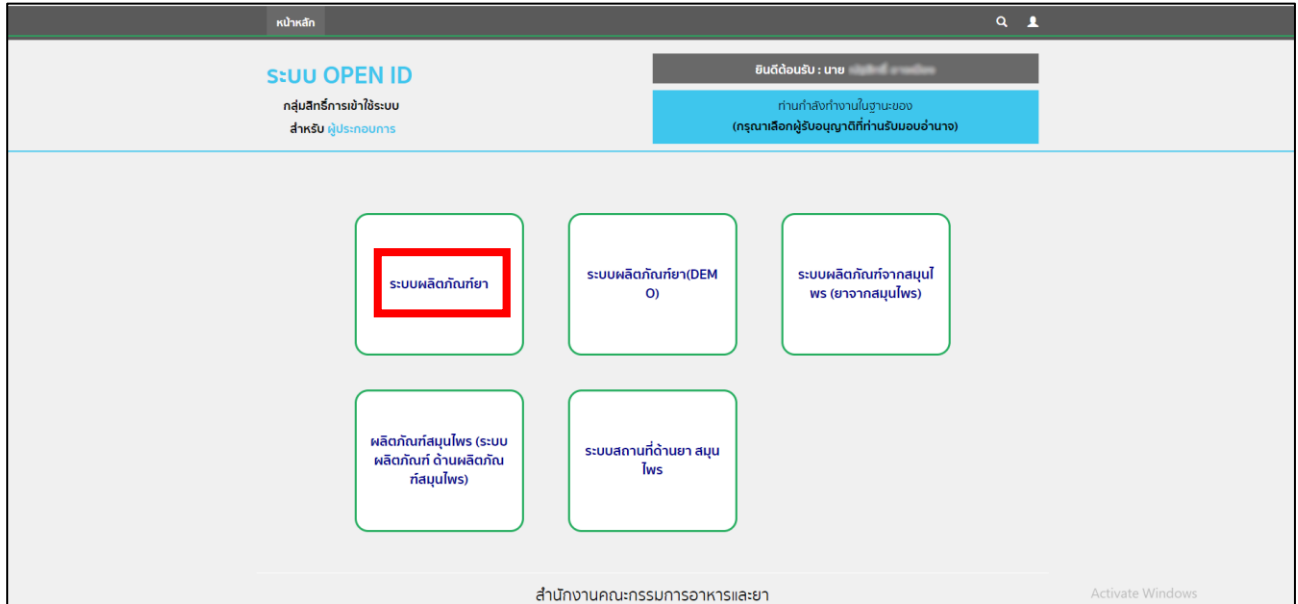 หน้าหลัก
ระบบ OPEN ID
กลุ่มสิทธิ์การเข้าใช้ระบบ
สำหรับ ผู้ประกอบการ
ยินดีต้อนรับ : นาย
ท่านกำลังทำงานในฐานะของ
(กรุณาเลือกผู้รับอนุญาติที่ท่านรับมอบอำนาจ)
ระบบผลิตภัณฑ์ยา
ระบบผลิตภัณฑ์ยา(DEM
O)
ระบบผลิตภัณฑ์จากสมุนไ
พร (ยาจากสมุนไพร)
ผลิตภัณฑ์สมุนไพร (ระบบ
ผลิตภัณฑ์ ด้านผลิตภัณ
ฑ์สมุนไพร)
ระบบสถานที่ด้านยา สมุน
ไพร
สำนักงานคณะกรรมการอาหารและยา
Activate Windows